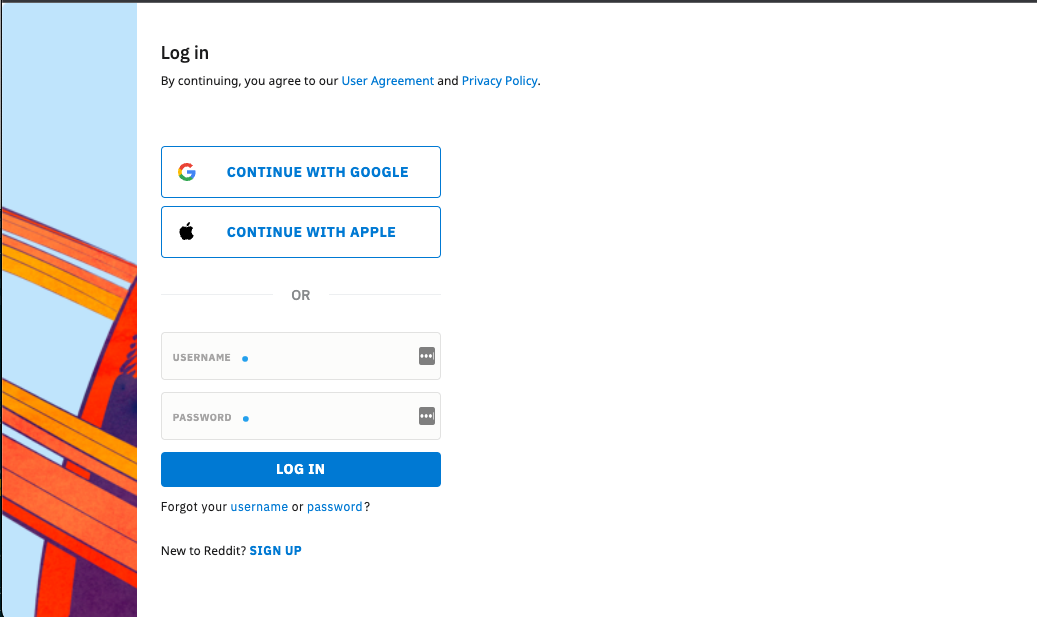 Log in
By continuing, you agree to our User Agreement and Privacy Policy.
CONTINUE WITH GOOGLE
CONTINUE WITH APPLE
OR
USERNAME
PASSWORD
LOG IN
Forgot your username or password?
New to Reddit? SIGN UP